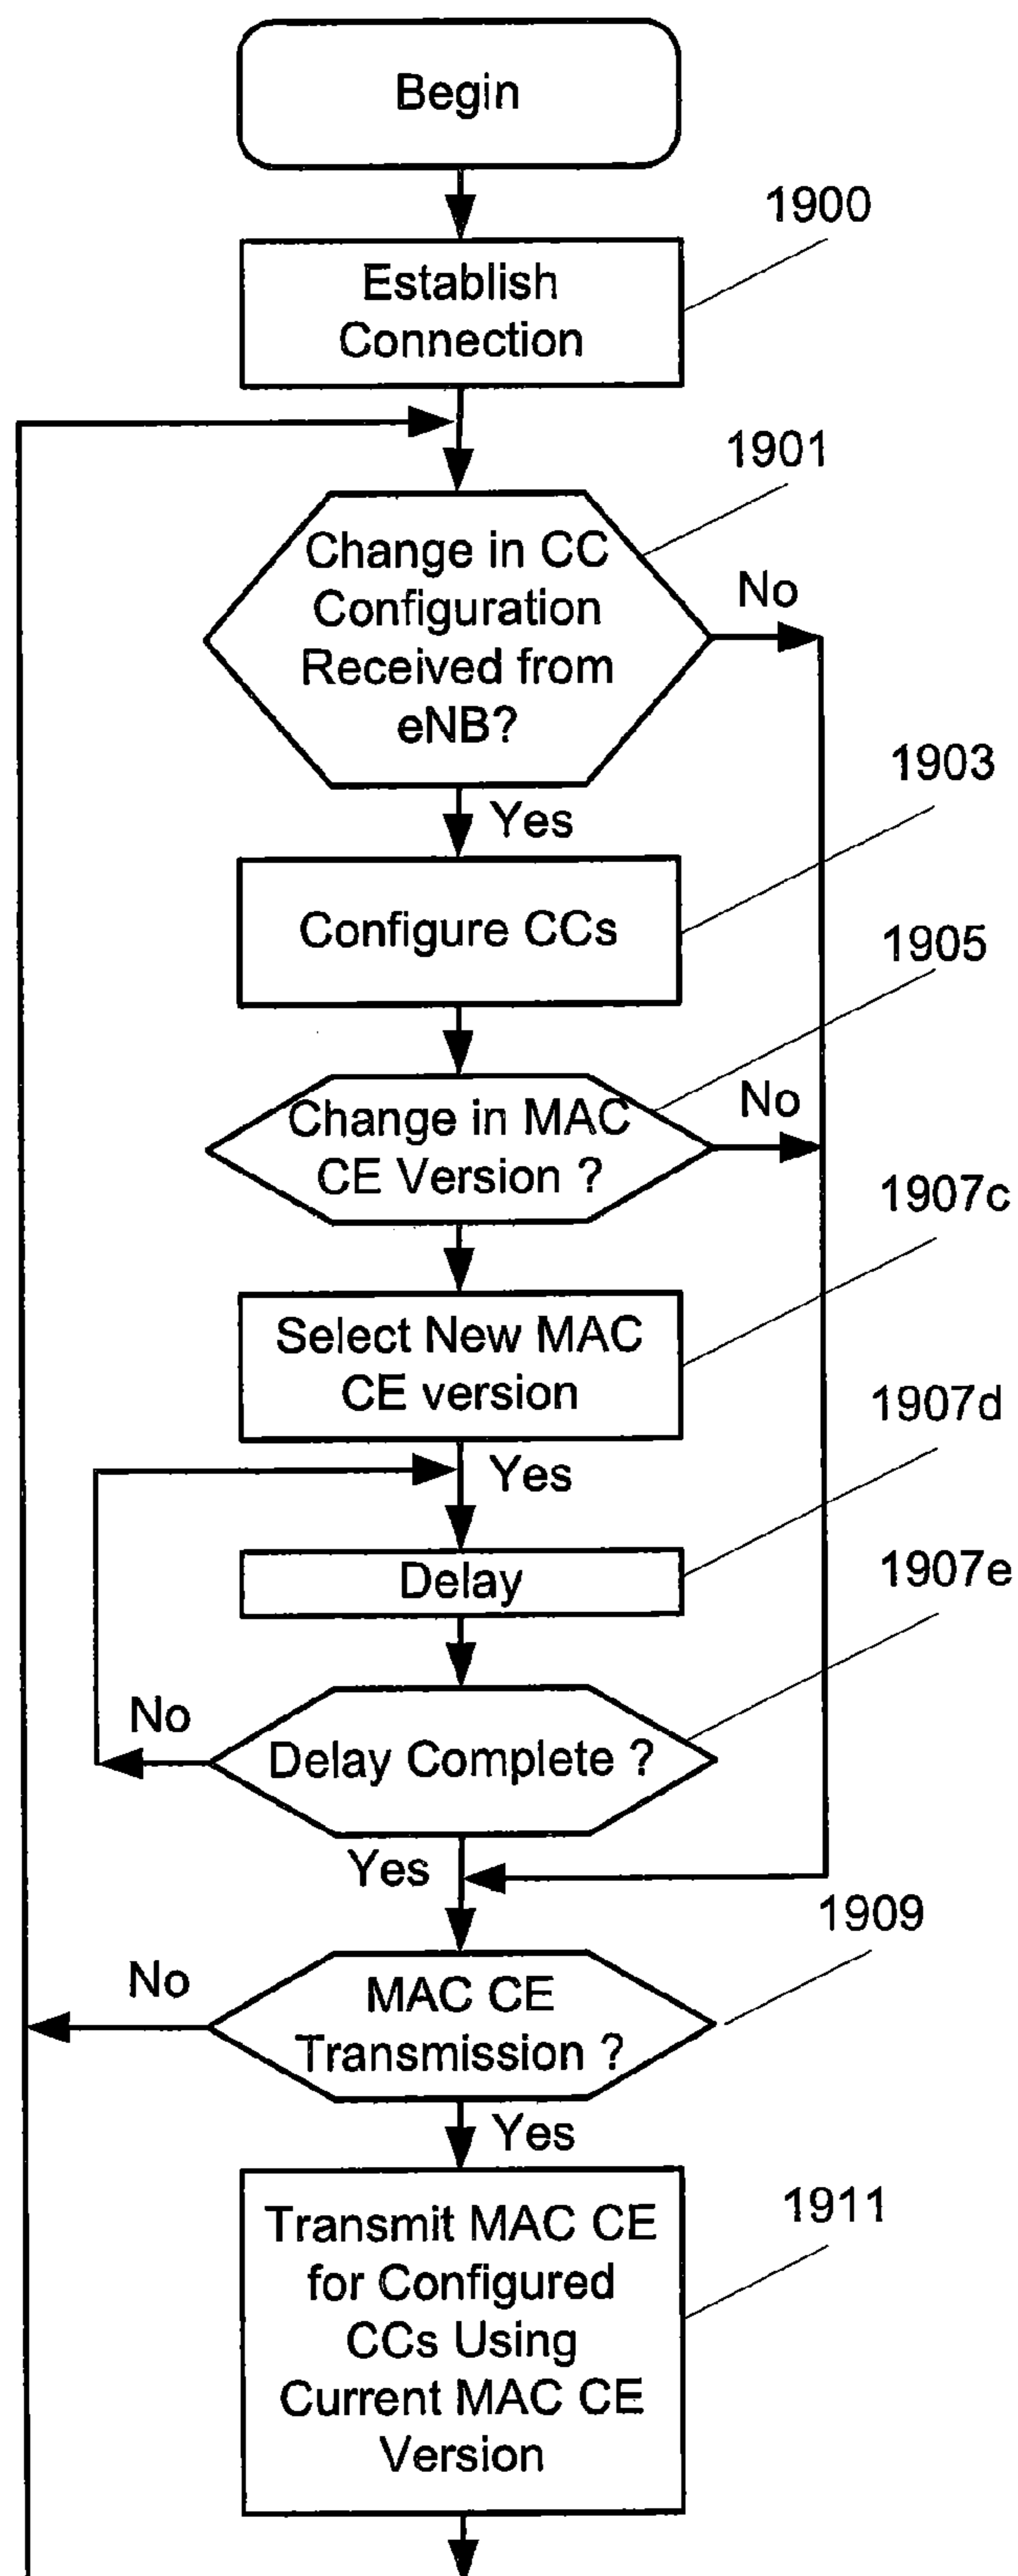 Begin
1900
Establish
Connection
1901
Change in CC
Configuration
Received from
eNB?
No
Yes
1903
Configure CCs
1905
Change in MAC
CE Version ?
No
1907c
Select New MAC
CE version
Yes
1907d
Delay
1907e
Delay Complete ?
No
Yes
1909
MAC CE
Transmission ?
No
Yes
1911
Transmit MAC CE
for Configured
CCs Using
Current MAC CE
Version